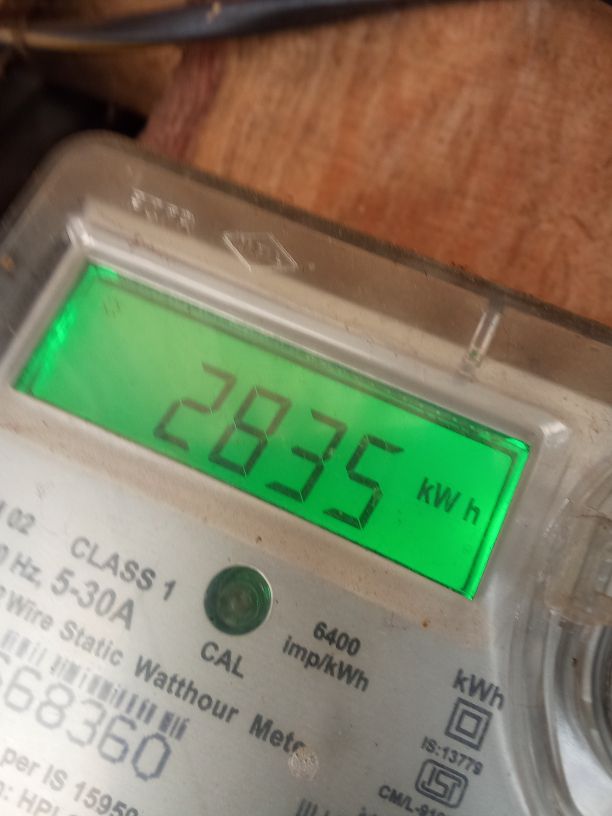 2835 kWh
02
CLASS 1
Hz. 5-30A
Wire Static Watthour
CAL
6400
imp/kWh
kWh
68360
IS:13779
per IS 15959
CM/L-